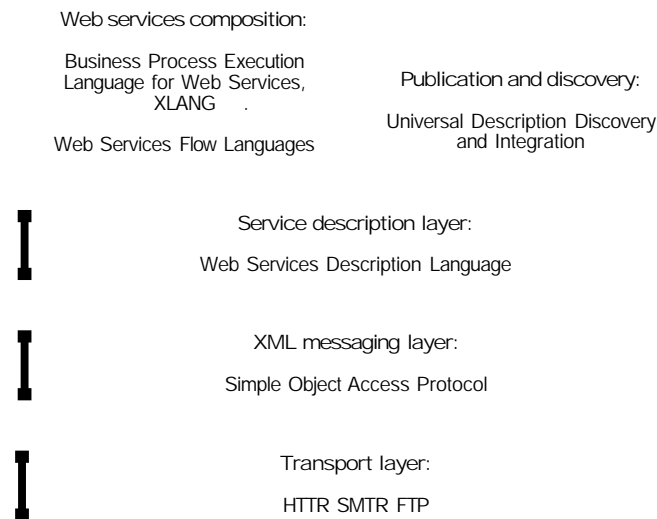 Web services composition:
Business Process Execution
Language for Web Services,
XLANG .
Web Services Flow Languages
Publication and discovery:
Universal Description Discovery
and Integration
Service description layer:
Web Services Description Language
XML messaging layer:
Simple Object Access Protocol
Transport layer:
HTTR SMTR FTP